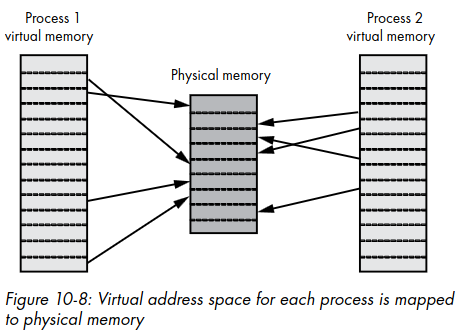 Process 1
virtual memory
Process 2
virtual memory
Physical memory
Figure 10-8: Virtual address space for each process is mapped
to physical memory